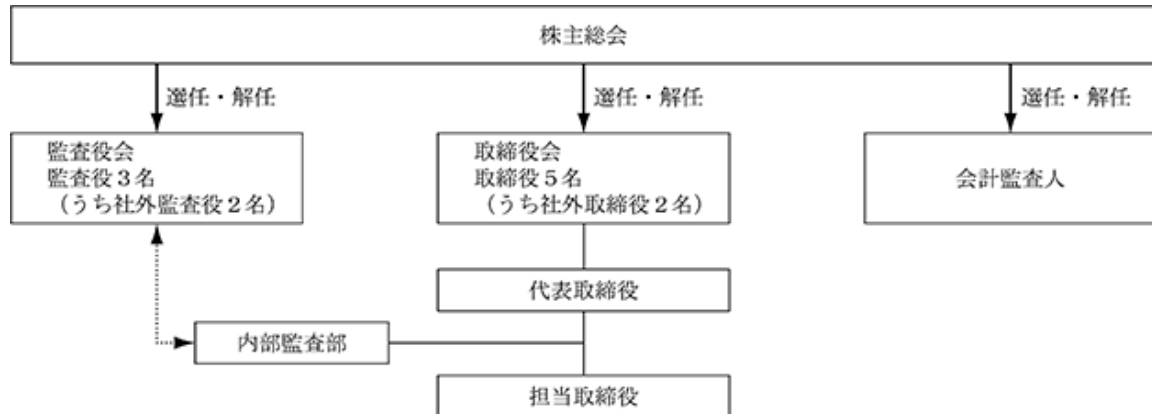 株主総会
選任・解任
選任・解任
選任・解任
監査役会
監査役3名
（うち社外監査役2名）
取締役会
取締役5名
（うち社外取締役2名）
会計監査人
代表取締役
内部監査部
担当取締役